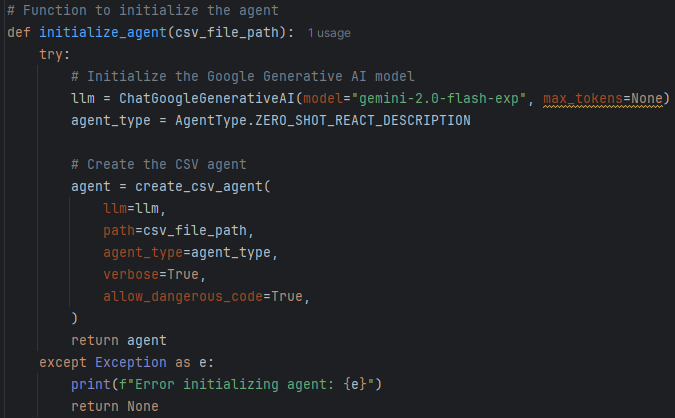 # Function to initialize the agent
def initialize_agent(csv_file_path): 1 usage
    try:
        # Initialize the Google Generative AI model
        llm = ChatGoogleGenerativeAI(model="gemini-2.0-flash-exp", max_tokens=None)
        agent_type = AgentType.ZERO_SHOT_REACT_DESCRIPTION

        # Create the CSV agent
        agent = create_csv_agent(
            llm=llm,
            path=csv_file_path,
            agent_type=agent_type,
            verbose=True,
            allow_dangerous_code=True,
        )
        return agent
    except Exception as e:
        print(f"Error initializing agent: {e}")
        return None